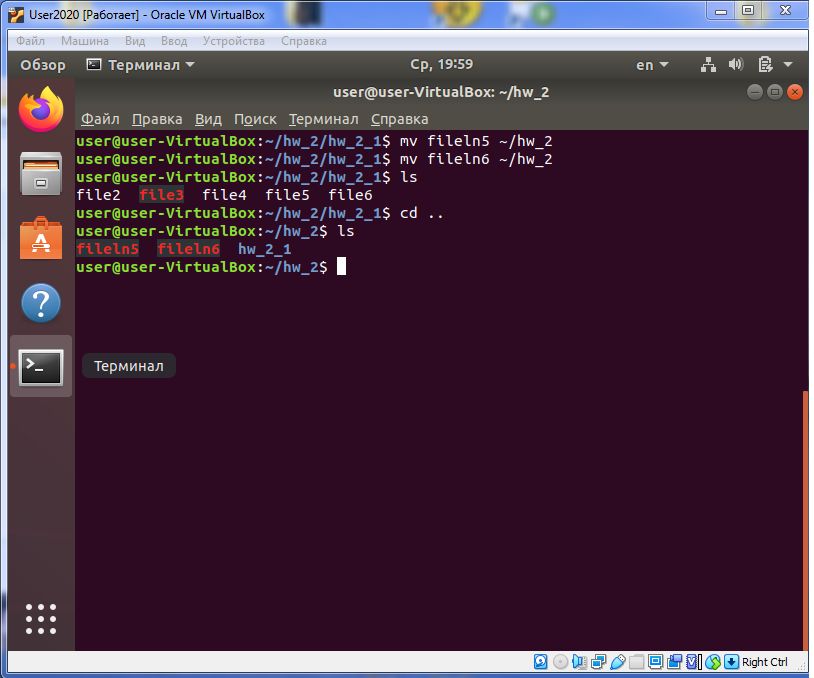 User2020 [Работает] - Oracle VM VirtualBox
Файл Машина Вид Ввод Устройства Справка
Обзор Терминал Ср, 19:59 en
user@user-VirtualBox: ~/hw_2
Файл Правка Вид Поиск Терминал Справка
user@user-VirtualBox:~/hw_2/hw_2_1$ mv fileln5 ~/hw_2
user@user-VirtualBox:~/hw_2/hw_2_1$ mv fileln6 ~/hw_2
user@user-VirtualBox:~/hw_2/hw_2_1$ ls
file2 file3 file4 file5 file6
user@user-VirtualBox:~/hw_2/hw_2_1$ cd ..
user@user-VirtualBox:~/hw_2$ ls
fileln5 fileln6 hw_2_1
user@user-VirtualBox:~/hw_2$
Терминал
Right Ctrl